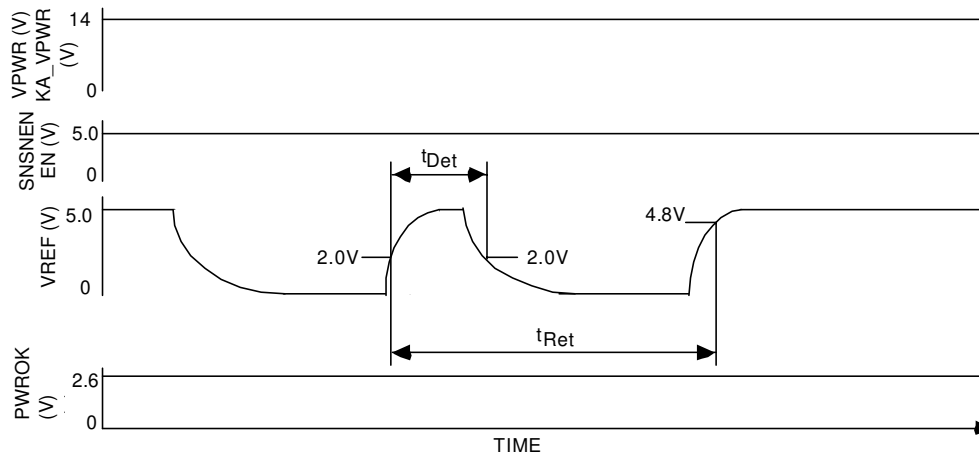 VPWR (V)
KA_VPWR
(V)
14
0
SNSNEN
EN (V)
5.0
0
tDet
VREF (V)
5.0
0
2.0V
2.0V
4.8V
tRet
PWROK
(V)
2.6
0
TIME